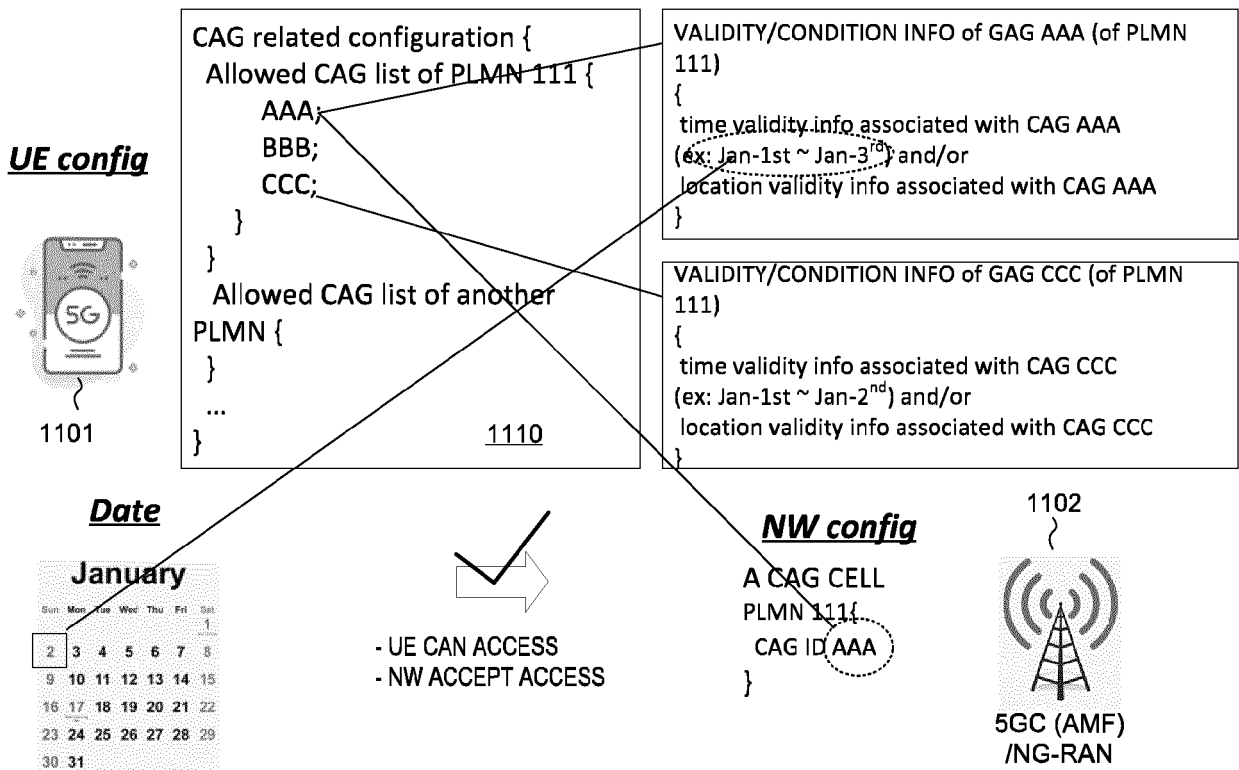 UE config
5G
1101
CAG related configuration {
Allowed CAG list of PLMN 111 {
AAA;
BBB;
CCC;
}
}
Allowed CAG list of another
PLMN {
}
...
}
1110
VALIDITY/CONDITION INFO of GAG AAA (of PLMN
111)
{
time validity info associated with CAG AAA
(ex: Jan-1st ~ Jan-3rd) and/or
location validity info associated with CAG AAA
}
VALIDITY/CONDITION INFO of GAG CCC (of PLMN
111)
{
time validity info associated with CAG CCC
(ex: Jan-1st ~ Jan-2nd) and/or
location validity info associated with CAG CCC
}
Date
January
Sun Mon Tue Wed Thu Fri Sat
1
2 3 4 5 6 7 8
9 10 11 12 13 14 15
16 17 18 19 20 21 22
23 24 25 26 27 28 29
30 31
- UE CAN ACCESS
- NW ACCEPT ACCESS
NW config
A CAG CELL
PLMN 111{
CAG ID AAA
}
1102
5GC (AMF)
/NG-RAN